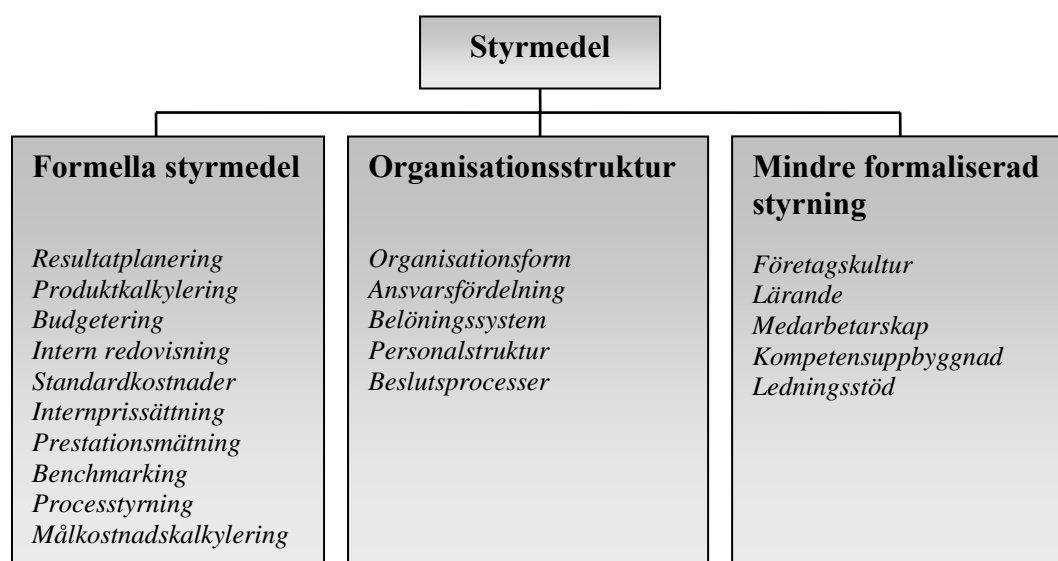 Styrmedel
Formella styrmedel
Resultatplanering
Produktkalkylering
Budgetering
Intern redovisning
Standardkostnader
Internprissättning
Prestationsmätning
Benchmarking
Processtyrning
Målkostnadskalkylering
Organisationsstruktur
Organisationsform
Ansvarsfördelning
Belöningssystem
Personalstruktur
Beslutsprocesser
Mindre formaliserad
styrning
Företagskultur
Lärande
Medarbetarskap
Kompetensuppbyggnad
Ledningsstöd